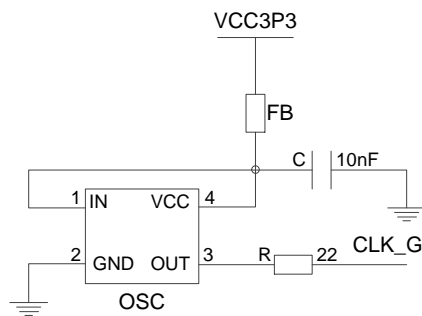 VCC3P3
FB
C 10nF
1 IN VCC 4
2 GND OUT 3
R 22 CLK_G
OSC